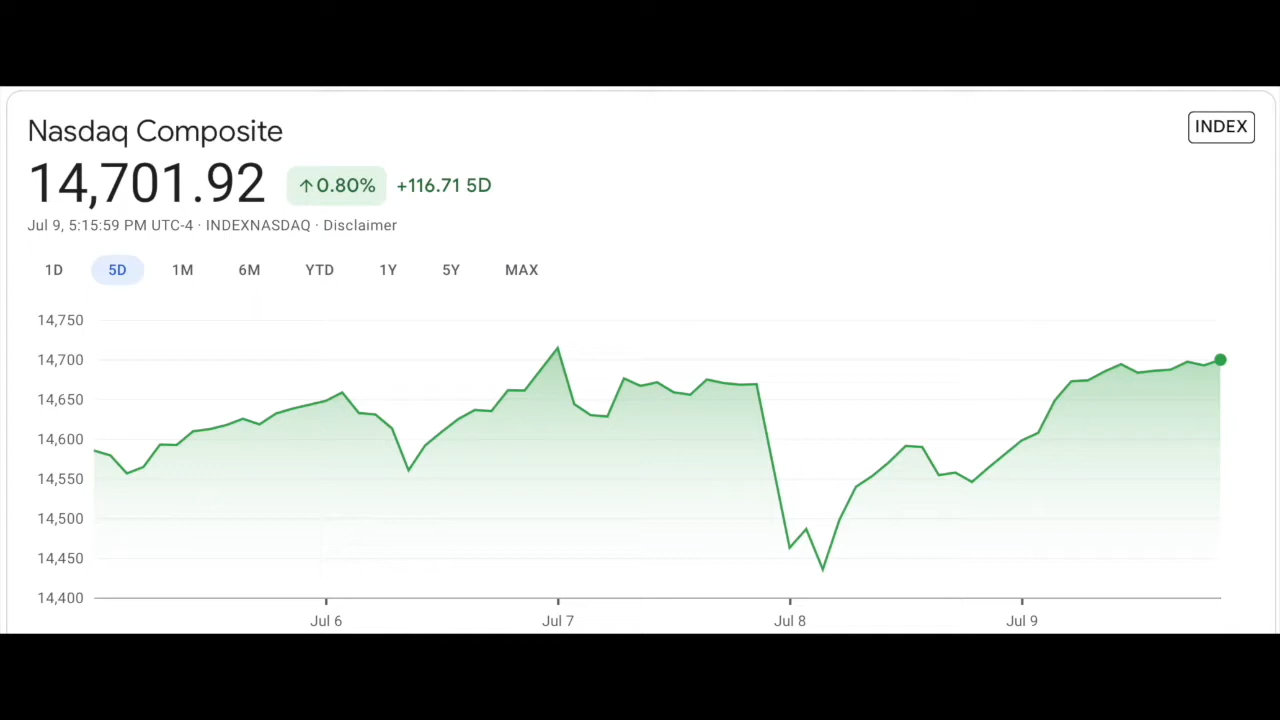 Nasdaq Composite
INDEX
14,701.92 ↑0.80% +116.71 5D
Jul 9, 5:15:59 PM UTC-4 · INDEXNASDAQ · Disclaimer
1D 5D 1M 6M YTD 1Y 5Y MAX
14,750
14,700
14,650
14,600
14,550
14,500
14,450
14,400
Jul 6 Jul 7 Jul 8 Jul 9